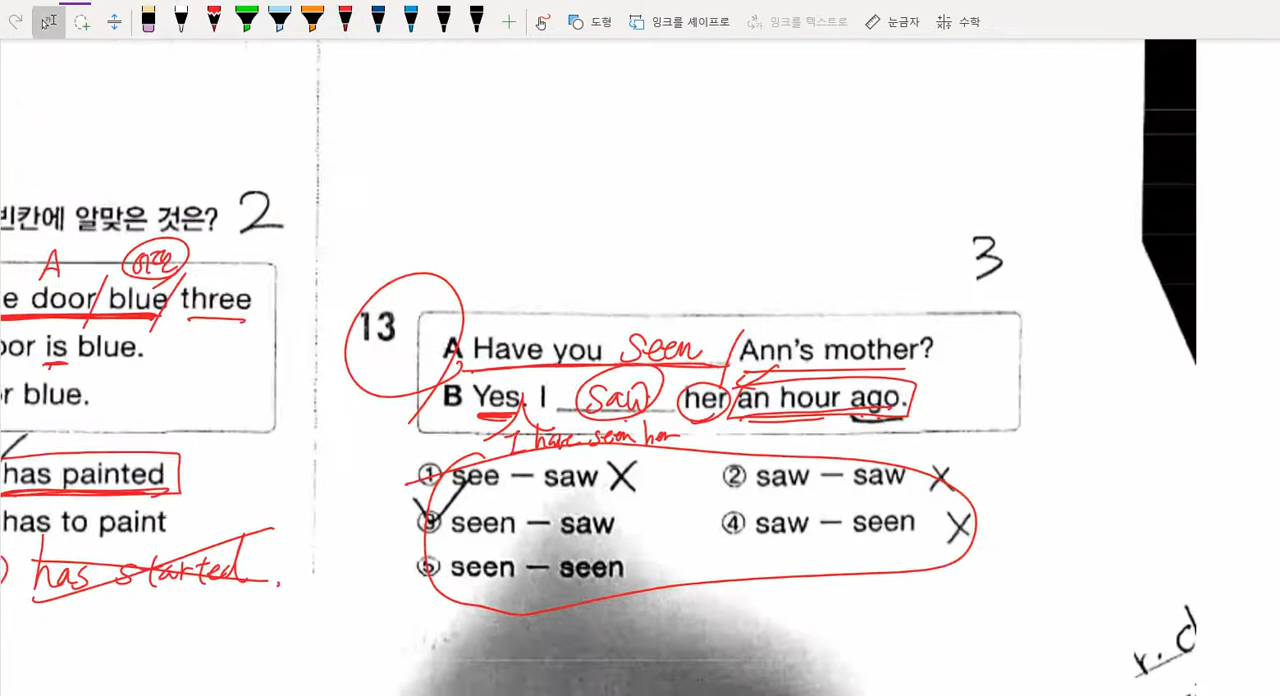 도형 잉크를 셰이프로 잉크를 텍스트로 눈금자 수학
빈칸에 알맞은 것은? 2
A
e door/ blue/ three
oor is blue.
r blue.
has painted
has to paint
) has started.
3
13
A Have you seen Ann's mother?
B Yes. I saw her an hour ago.
I have seen her
① see – saw X
② saw – saw X
③ seen – saw
④ saw – seen X
⑤ seen – seen
r.d